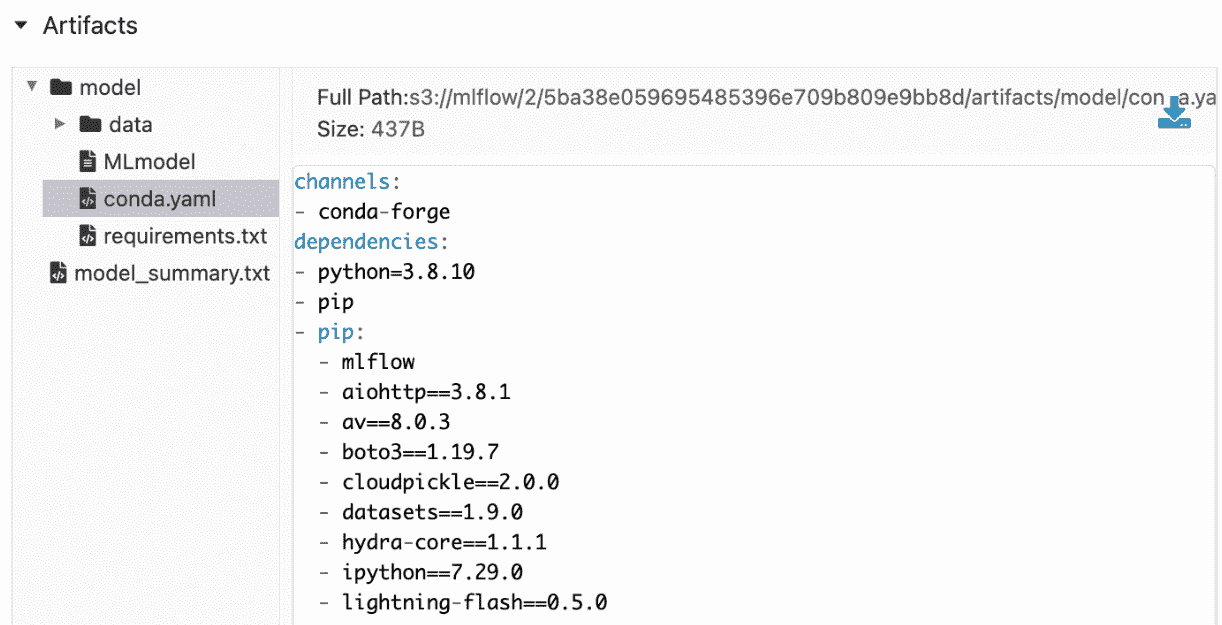 Artifacts
model
data
MLmodel
conda.yaml
requirements.txt
model_summary.txt
Full Path:s3://mlflow/2/5ba38e059695485396e709b809e9bb8d/artifacts/model/con
Size: 437B
channels:
- conda-forge
dependencies:
- python=3.8.10
- pip
- pip:
- mlflow
- aiohttp==3.8.1
- av==8.0.3
- boto3==1.19.7
- cloudpickle==2.0.0
- datasets==1.9.0
- hydra-core==1.1.1
- ipython==7.29.0
- lightning-flash==0.5.0